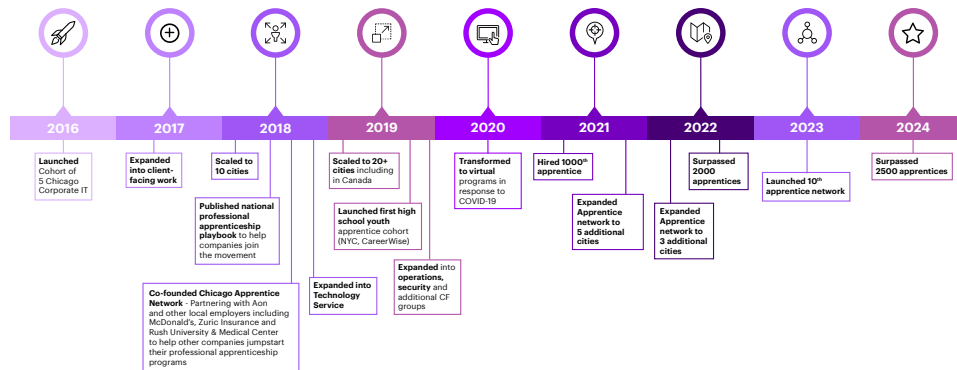 2016
2017
2018
2019
2020
2021
2022
2023
2024
Launched
Cohort of
5 Chicago
Corporate IT
Expanded
into client-
facing work
Scaled to
10 cities
Published national
professional
apprenticeship
playbook to help
companies join
the movement
Co-founded Chicago Apprentice
Network - Partnering with Aon
and other local employers including
McDonald's, Zuric Insurance and
Rush University & Medical Center
to help other companies jumpstart
their professional apprenticeship
programs
Expanded into
Technology
Service
Scaled to 20+
cities including
in Canada
Launched first high
school youth
apprentice cohort
(NYC, CareerWise)
Expanded into
operations,
security and
additional CF
groups
Transformed
to virtual
programs in
response to
COVID-19
Hired 1000th
apprentice
Expanded
Apprentice
network to
5 additional
cities
Expanded
Apprentice
network to
3 additional
cities
Surpassed
2000
apprentices
Launched 10th
apprentice network
Surpassed
2500 apprentices